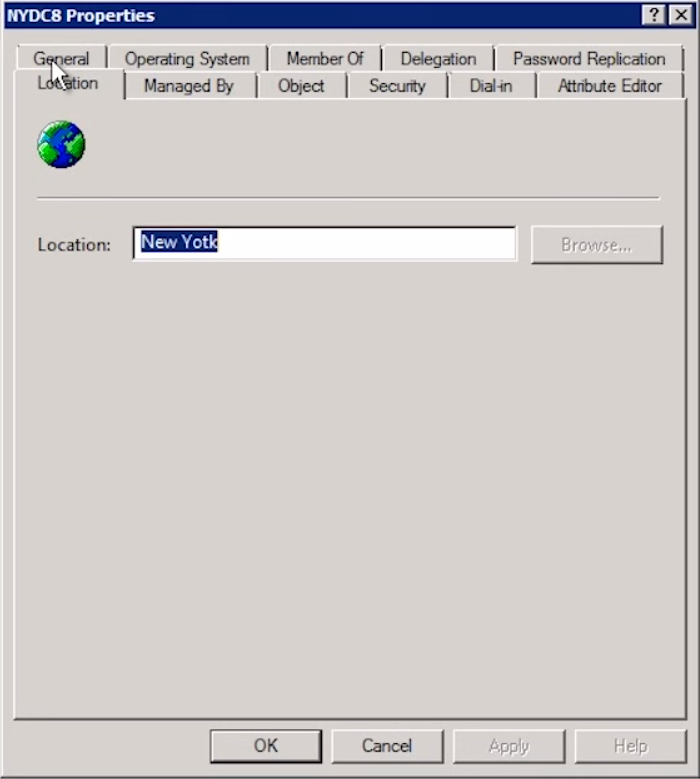 NYDC8 Properties
General Operating System Member Of Delegation Password Replication
Location Managed By Object Security Dial-in Attribute Editor
Location: New Yotk Browse...
OK Cancel Apply Help